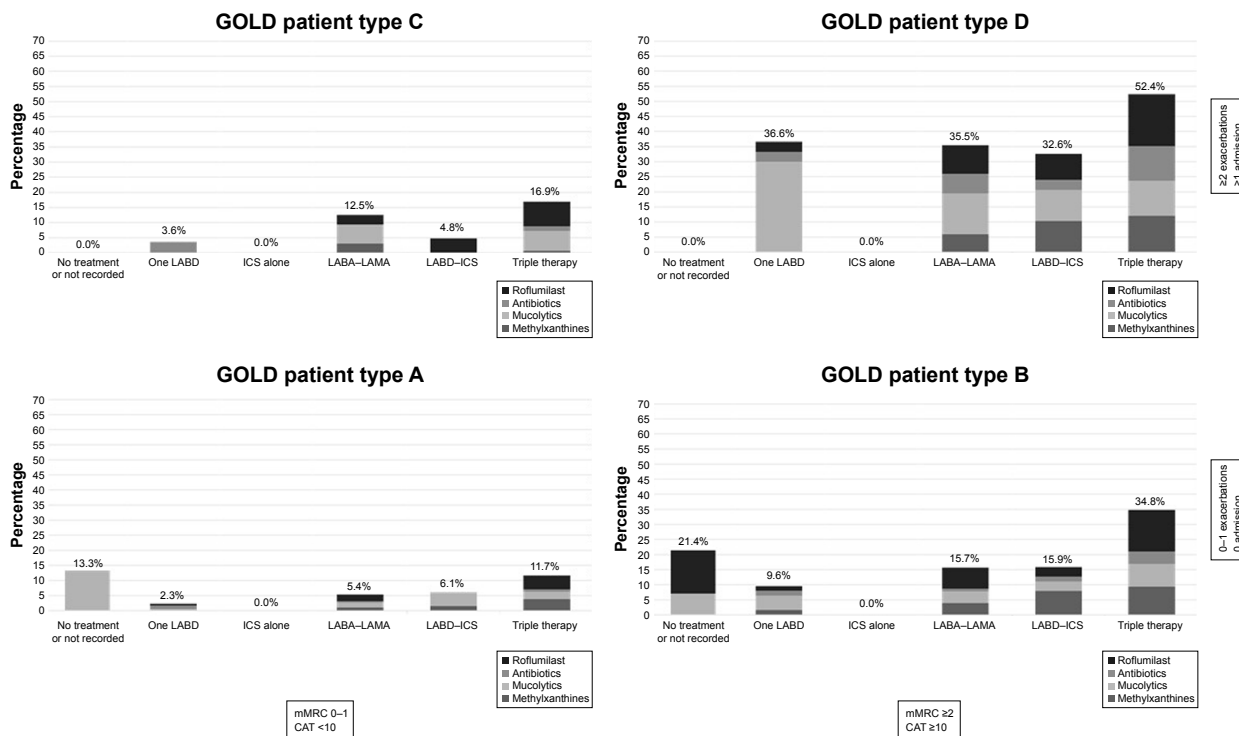 GOLD patient type C
Percentage
70
65
60
55
50
45
40
35
30
25
20
15
10
5
0
0.0%
3.6%
0.0%
12.5%
4.8%
16.9%
No treatment
or not recorded
One LABD
ICS alone
LABA–LAMA
LABD–ICS
Triple therapy
Roflumilast
Antibiotics
Mucolytics
Methylxanthines
GOLD patient type D
Percentage
70
65
60
55
50
45
40
35
30
25
20
15
10
5
0
0.0%
36.6%
0.0%
35.5%
32.6%
52.4%
No treatment
or not recorded
One LABD
ICS alone
LABA–LAMA
LABD–ICS
Triple therapy
Roflumilast
Antibiotics
Mucolytics
Methylxanthines
≥2 exacerbations
≥1 admission
GOLD patient type A
Percentage
70
65
60
55
50
45
40
35
30
25
20
15
10
5
0
13.3%
2.3%
0.0%
5.4%
6.1%
11.7%
No treatment
or not recorded
One LABD
ICS alone
LABA–LAMA
LABD–ICS
Triple therapy
Roflumilast
Antibiotics
Mucolytics
Methylxanthines
mMRC 0–1
CAT <10
GOLD patient type B
Percentage
70
65
60
55
50
45
40
35
30
25
20
15
10
5
0
21.4%
9.6%
0.0%
15.7%
15.9%
34.8%
No treatment
or not recorded
One LABD
ICS alone
LABA–LAMA
LABD–ICS
Triple therapy
Roflumilast
Antibiotics
Mucolytics
Methylxanthines
mMRC ≥2
CAT ≥10
0–1 exacerbations
0 admission